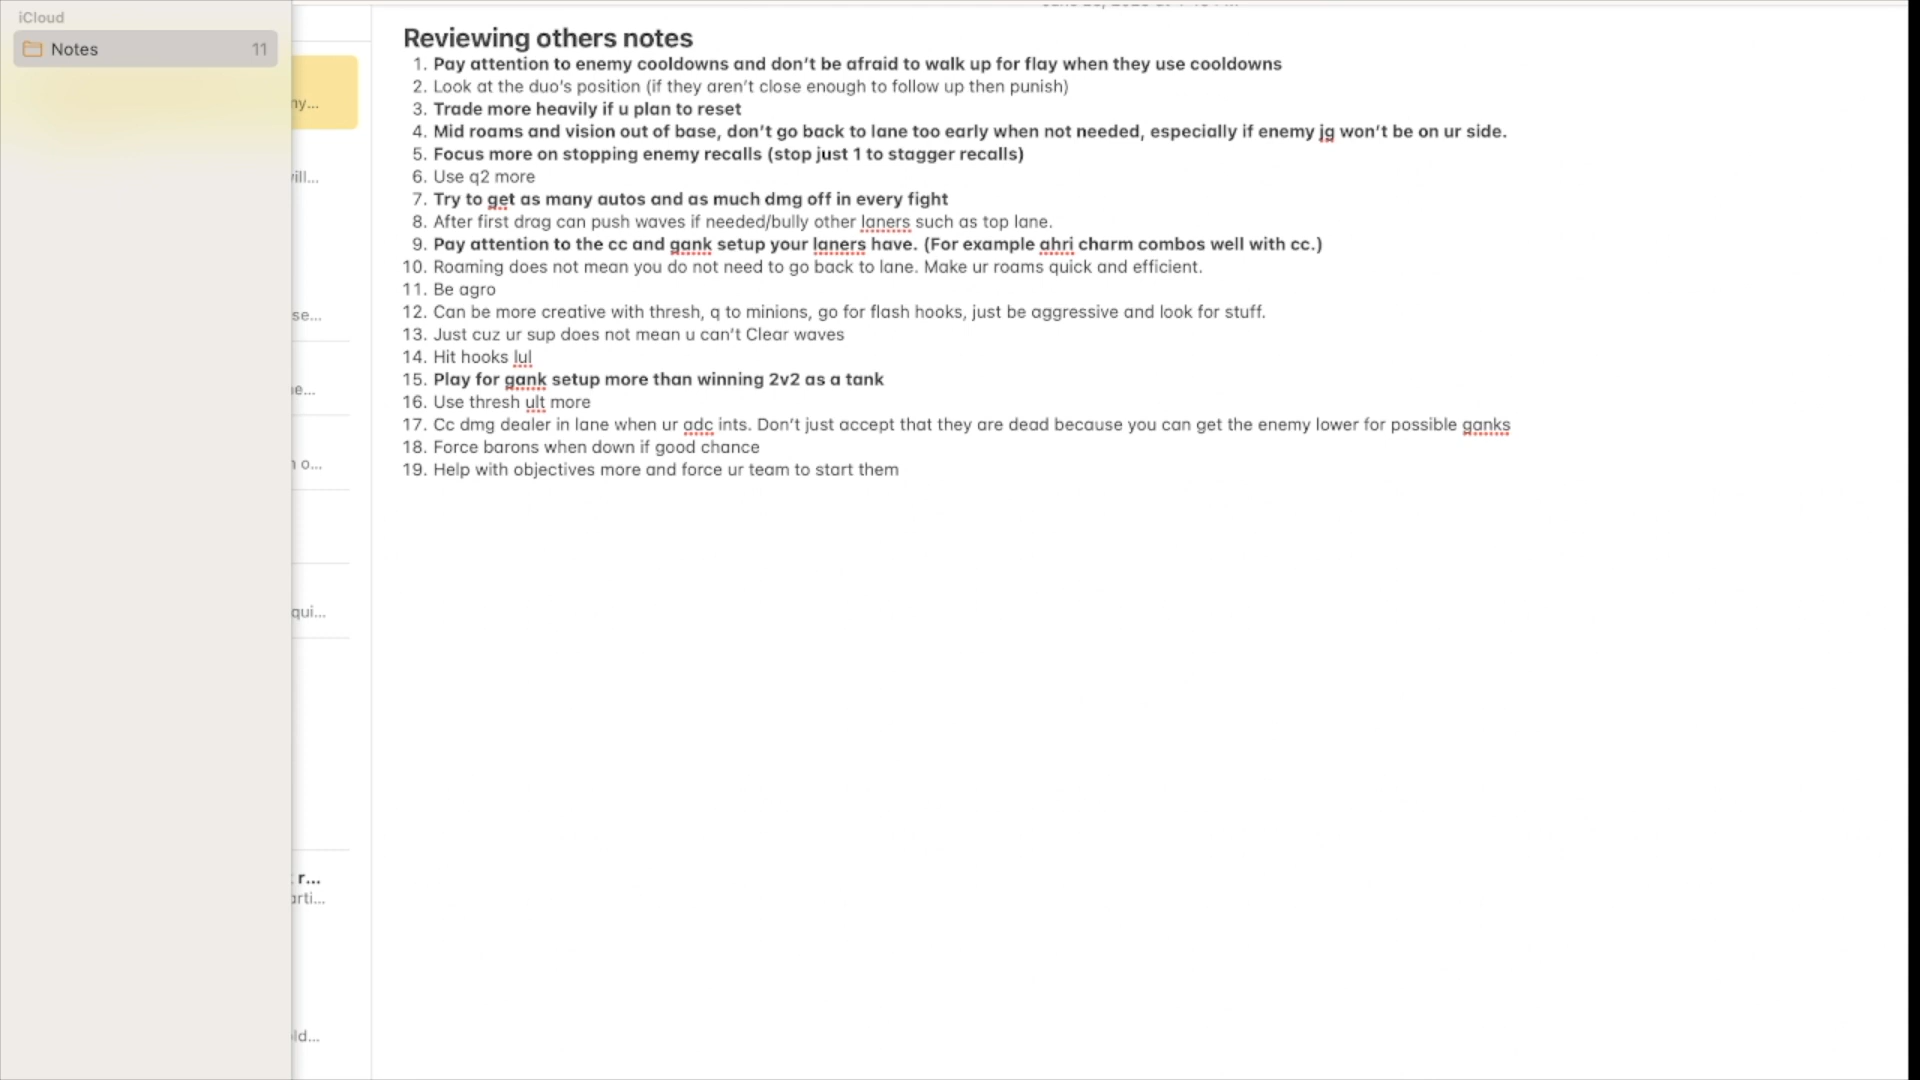 iCloud
Notes 11
ny...
vill...
se...
e...
n o...
qui...
r...
arti...
ld...
Reviewing others notes
1. Pay attention to enemy cooldowns and don't be afraid to walk up for flay when they use cooldowns
2. Look at the duo's position (if they aren't close enough to follow up then punish)
3. Trade more heavily if u plan to reset
4. Mid roams and vision out of base, don't go back to lane too early when not needed, especially if enemy jg won't be on ur side.
5. Focus more on stopping enemy recalls (stop just 1 to stagger recalls)
6. Use q2 more
7. Try to get as many autos and as much dmg off in every fight
8. After first drag can push waves if needed/bully other laners such as top lane.
9. Pay attention to the cc and gank setup your laners have. (For example ahri charm combos well with cc.)
10. Roaming does not mean you do not need to go back to lane. Make ur roams quick and efficient.
11. Be agro
12. Can be more creative with thresh, q to minions, go for flash hooks, just be aggressive and look for stuff.
13. Just cuz ur sup does not mean u can't Clear waves
14. Hit hooks lul
15. Play for gank setup more than winning 2v2 as a tank
16. Use thresh ult more
17. Cc dmg dealer in lane when ur adc ints. Don't just accept that they are dead because you can get the enemy lower for possible ganks
18. Force barons when down if good chance
19. Help with objectives more and force ur team to start them